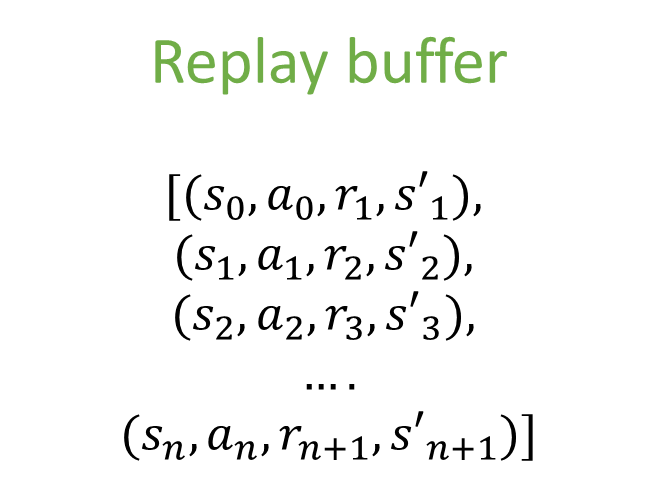 Replay buffer
[(s₀, a₀, r₁, s′₁),
(s₁, a₁, r₂, s′₂),
(s₂, a₂, r₃, s′₃),
... .
(sₙ, aₙ, rₙ₊₁, s′ₙ₊₁)]